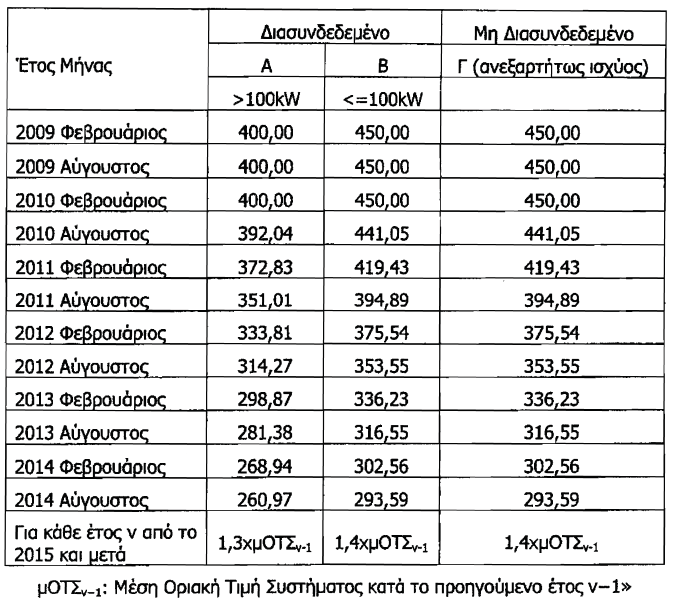 Διασυνδεδεμένο Μη Διασυνδεδεμένο
Έτος Μήνας Α Β Γ (ανεξαρτήτως ισχύος)
>100kW <=100kW
2009 Φεβρουάριος 400,00 450,00 450,00
2009 Αύγουστος 400,00 450,00 450,00
2010 Φεβρουάριος 400,00 450,00 450,00
2010 Αύγουστος 392,04 441,05 441,05
2011 Φεβρουάριος 372,83 419,43 419,43
2011 Αύγουστος 351,01 394,89 394,89
2012 Φεβρουάριος 333,81 375,54 375,54
2012 Αύγουστος 314,27 353,55 353,55
2013 Φεβρουάριος 298,87 336,23 336,23
2013 Αύγουστος 281,38 316,55 316,55
2014 Φεβρουάριος 268,94 302,56 302,56
2014 Αύγουστος 260,97 293,59 293,59
Για κάθε έτος ν από το
2015 και μετά 1,3xμΟΤΣν-1 1,4xμΟΤΣν-1 1,4xμΟΤΣν-1
μΟΤΣν−1: Μέση Οριακή Τιμή Συστήματος κατά το προηγούμενο έτος ν−1»